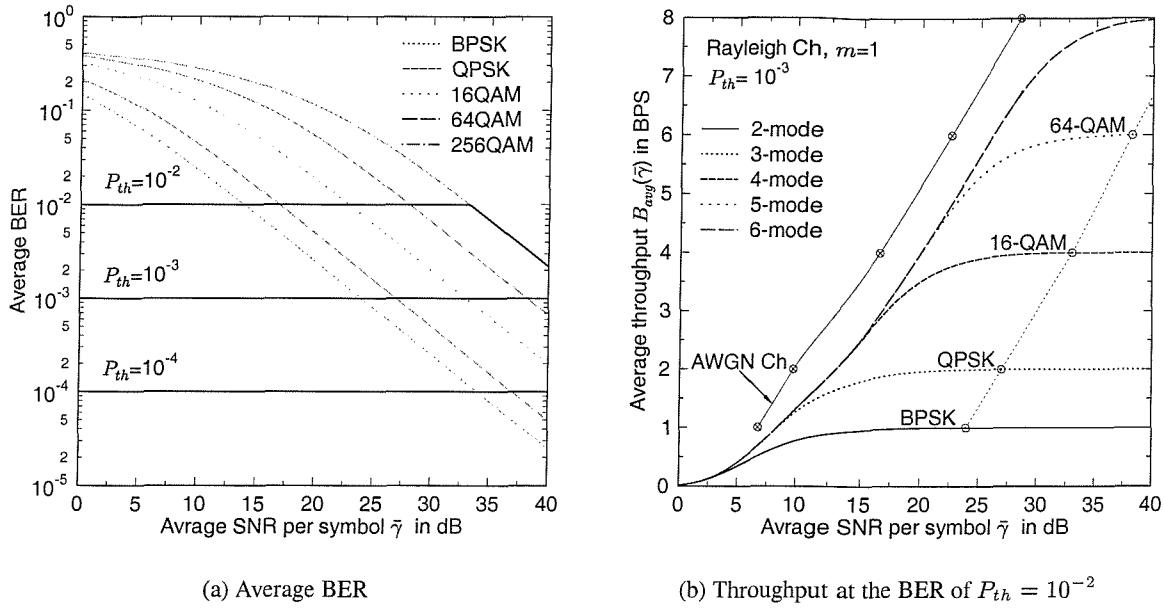 10^0
5
2
10^-1
5
2
10^-2
5
2
10^-3
5
2
10^-4
5
2
10^-5
Average BER
BPSK
QPSK
16QAM
64QAM
256QAM
P_th=10^-2
P_th=10^-3
P_th=10^-4
0 5 10 15 20 25 30 35 40
Avrage SNR per symbol γ̄ in dB
(a) Average BER
8
7
6
5
4
3
2
1
0
Average throughput B_avg(γ̄) in BPS
Rayleigh Ch, m=1
P_th= 10^-3
2-mode
3-mode
4-mode
5-mode
6-mode
64-QAM
16-QAM
QPSK
BPSK
AWGN Ch
0 5 10 15 20 25 30 35 40
Avrage SNR per symbol γ̄ in dB
(b) Throughput at the BER of P_th = 10^-2